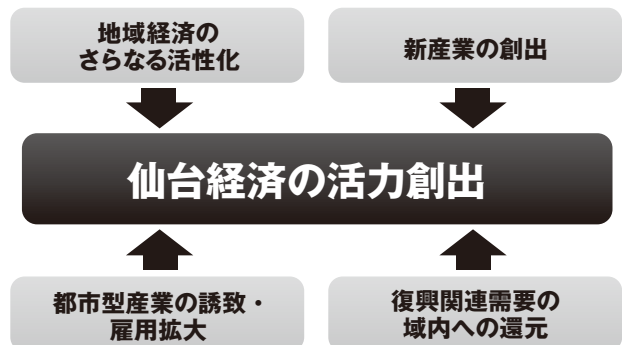 地域経済の
さらなる活性化
新産業の創出
仙台経済の活力創出
都市型産業の誘致・
雇用拡大
復興関連需要の
域内への還元